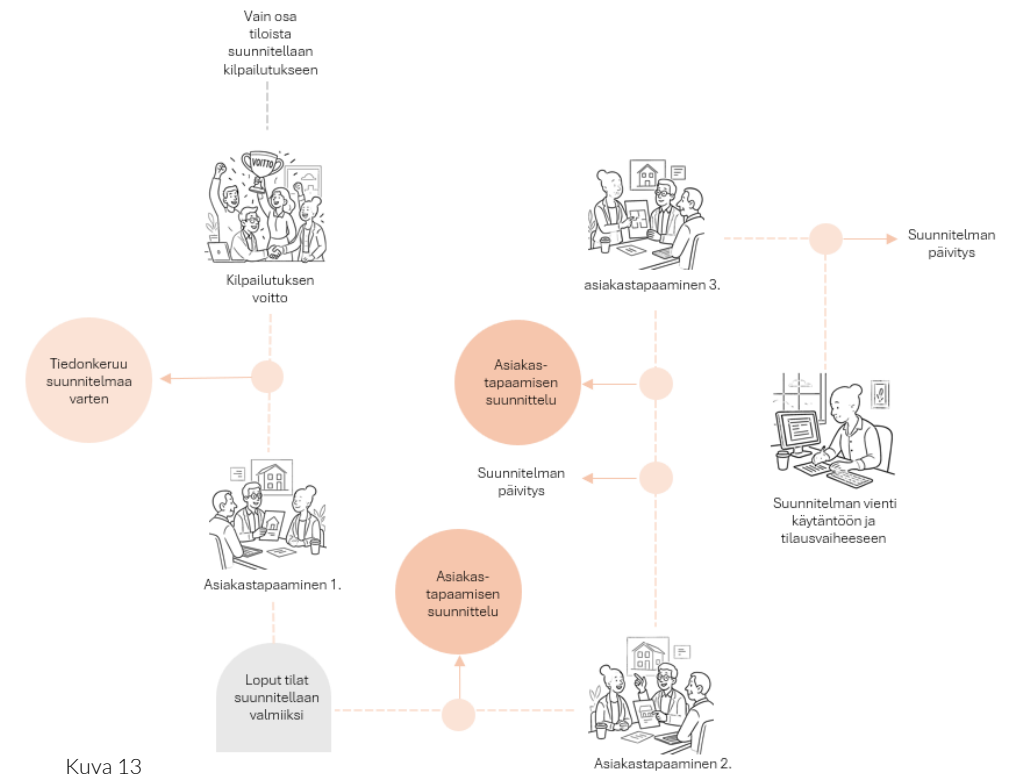 Vain osa
tiloista
suunnitellaan
kilpailutukseen
VOITTO
Kilpailutuksen
voitto
Tiedonkeruu
suunnitelmaa
varten
Asiakastapaaminen 1.
Loput tilat
suunnitellaan
valmiiksi
Asiakas-
tapaamisen
suunnittelu
Asiakastapaaminen 2.
Suunnitelman
päivitys
Asiakas-
tapaamisen
suunnittelu
asiakastapaaminen 3.
Suunnitelman
päivitys
Suunnitelman vienti
käytäntöön ja
tilausvaiheeseen
Kuva 13